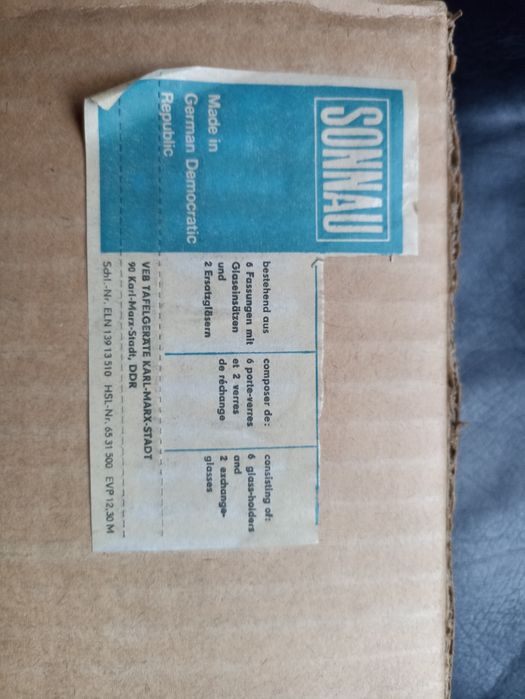 SONNAU
Made in
German Democratic
Republic
bestehend aus
6 Fassungen mit
Glaseinsätzen
und
2 Ersatzgläsern
composer de:
6 porte-verres
et 2 verres
de réchange
consisting of:
6 glass-holders
and
2 exchange-
glasses
VEB TAFELGERÄTE KARL-MARX-STADT
90 Karl-Marx-Stadt, DDR
Schl.-Nr. ELN 139 13 510 HSL-Nr. 65 31 500 EVP 12,30 M